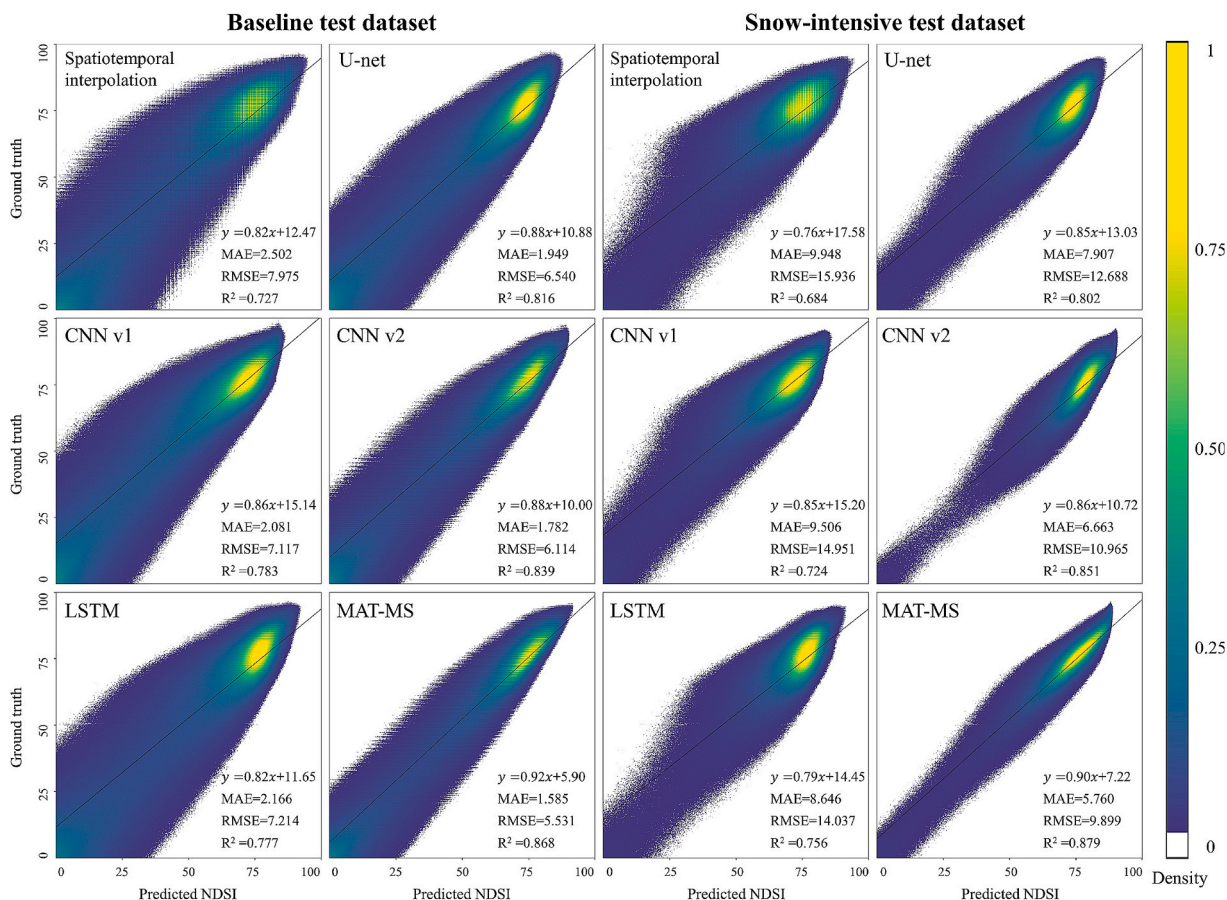 Baseline test dataset
Snow-intensive test dataset
Spatiotemporal
interpolation
y=0.82x+12.47
MAE=2.502
RMSE=7.975
R² =0.727
U-net
y=0.88x+10.88
MAE=1.949
RMSE=6.540
R² =0.816
Spatiotemporal
interpolation
y=0.76x+17.58
MAE=9.948
RMSE=15.936
R² =0.684
U-net
y=0.85x+13.03
MAE=7.907
RMSE=12.688
R² =0.802
Ground truth
100
75
50
25
0
CNN v1
y=0.86x+15.14
MAE=2.081
RMSE=7.117
R² =0.783
CNN v2
y=0.88x+10.00
MAE=1.782
RMSE=6.114
R² =0.839
CNN v1
y=0.85x+15.20
MAE=9.506
RMSE=14.951
R² =0.724
CNN v2
y=0.86x+10.72
MAE=6.663
RMSE=10.965
R² =0.851
Ground truth
100
75
50
25
0
LSTM
y=0.82x+11.65
MAE=2.166
RMSE=7.214
R² =0.777
MAT-MS
y=0.92x+5.90
MAE=1.585
RMSE=5.531
R² =0.868
LSTM
y=0.79x+14.45
MAE=8.646
RMSE=14.037
R² =0.756
MAT-MS
y=0.90x+7.22
MAE=5.760
RMSE=9.899
R² =0.879
Ground truth
100
75
50
25
0
0 25 50 75 100
0 25 50 75 100
0 25 50 75 100
0 25 50 75 100
Predicted NDSI
Predicted NDSI
Predicted NDSI
Predicted NDSI
1
0.75
0.50
0.25
0
Density